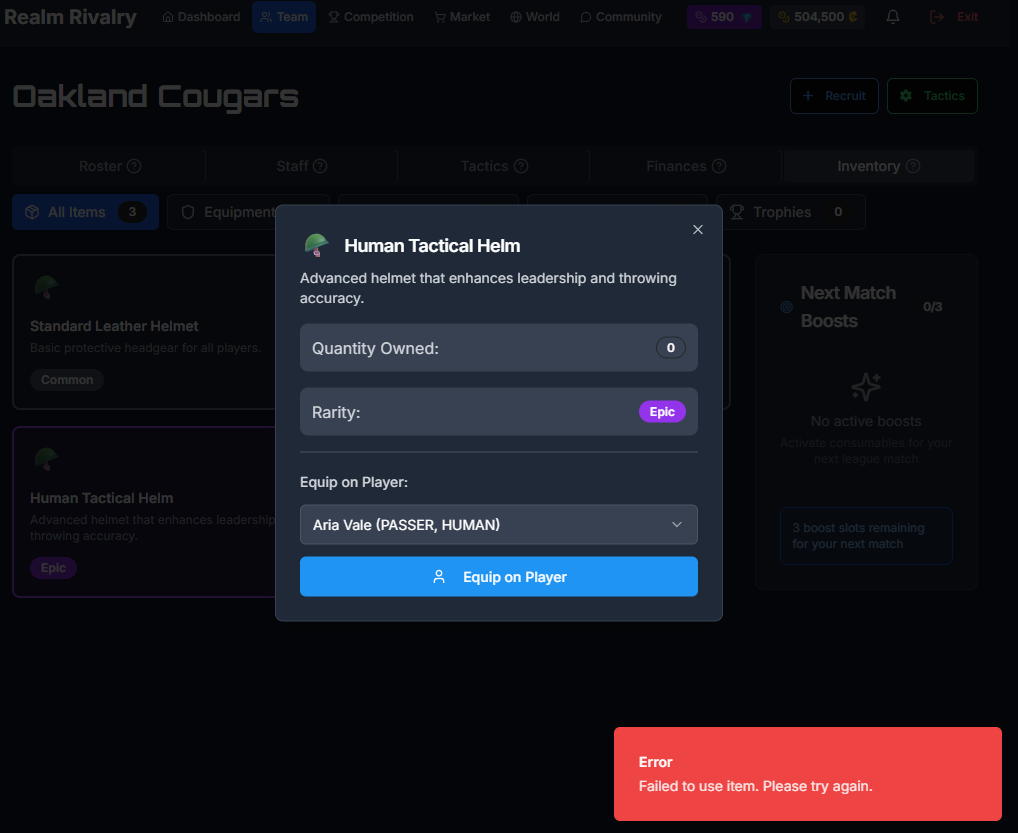 Realm Rivalry
Dashboard
Team
Competition
Market
World
Community
590
504,500
Exit
Oakland Cougars
+ Recruit
Tactics
Roster
Staff
Tactics
Finances
Inventory
All Items 3
Equipment
Trophies 0
Standard Leather Helmet
Basic protective headgear for all players.
Common
Human Tactical Helm
Advanced helmet that enhances leadership
throwing accuracy.
Epic
Human Tactical Helm
Advanced helmet that enhances leadership and throwing
accuracy.
Quantity Owned: 0
Rarity: Epic
Equip on Player:
Aria Vale (PASSER, HUMAN)
Equip on Player
Next Match
Boosts
0/3
No active boosts
Activate consumables for your
next league match
3 boost slots remaining
for your next match
Error
Failed to use item. Please try again.